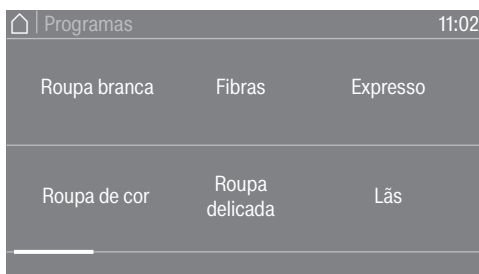 Programas 11:02
Roupa branca Fibras Expresso
Roupa de cor Roupa delicada Lãs